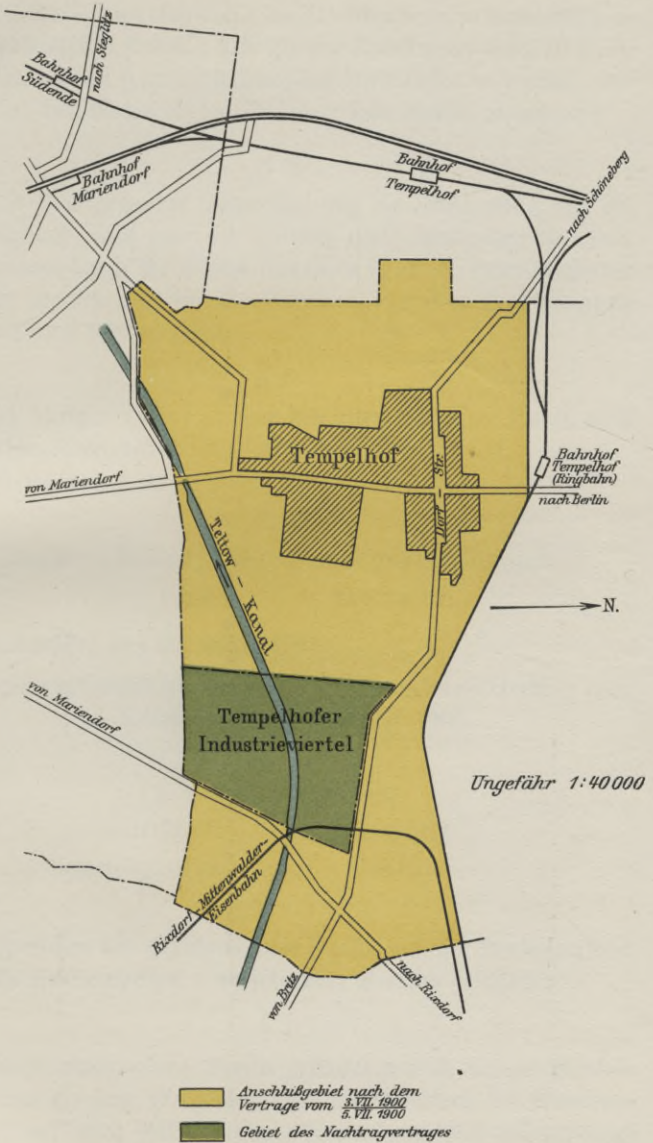 nach Steglitz
Bahnhof
Südende
Bahnhof
Mariendorf
Bahnhof
Tempelhof
nach Schöneberg
Tempelhof
Dorf - Str.
Bahnhof
Tempelhof
(Ringbahn)
von Mariendorf
nach Berlin
Teltow - Kanal
N.
von Mariendorf
Tempelhofer
Industrieviertel
Ungefähr 1:40000
Rixdorf-Mittenwalder-
Eisenbahn
von Britz
nach Rixdorf
Anschlußgebiet nach dem
Vertrage vom 3. VII. 1900
5. VII. 1900
Gebiet des Nachtragvertrages